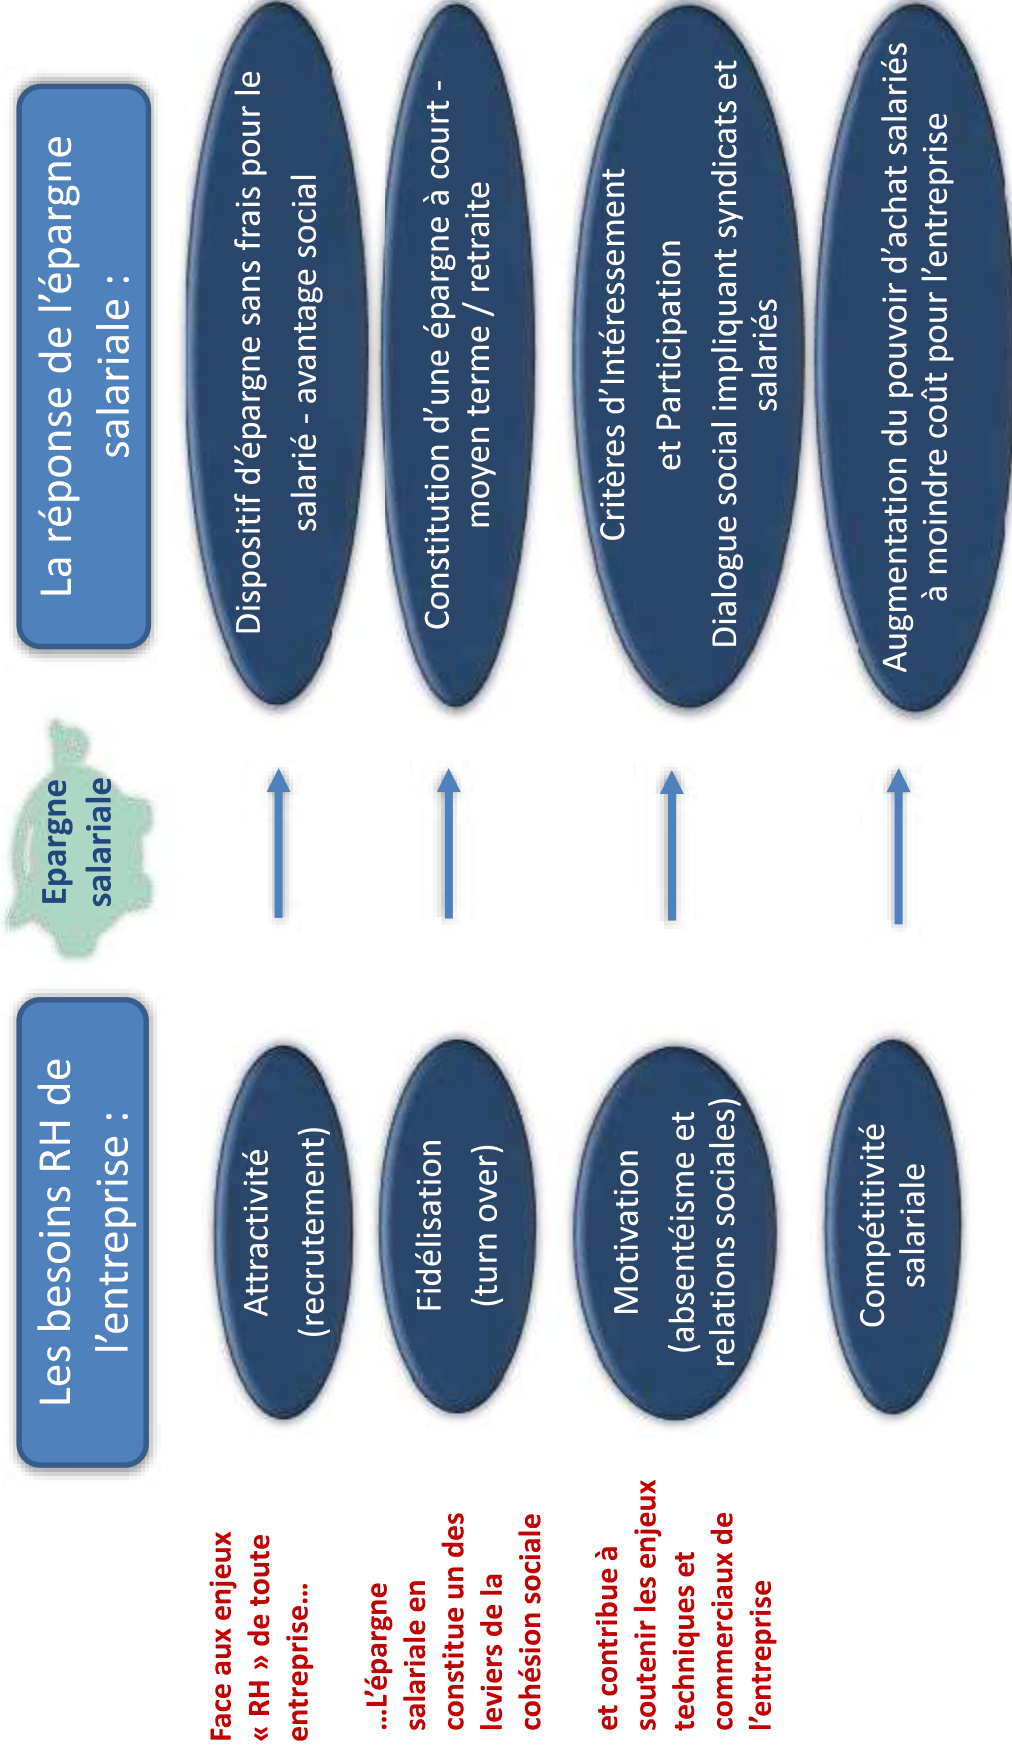 Les besoins RH de
l’entreprise :
Epargne
salariale
La réponse de l’épargne
salariale :
Face aux enjeux
« RH » de toute
entreprise...
Attractivité
(recrutement)
Dispositif d’épargne sans frais pour le
salarié - avantage social
...L’épargne
salariale en
constitue un des
leviers de la
cohésion sociale
Fidélisation
(turn over)
Constitution d’une épargne à court -
moyen terme / retraite
et contribue à
soutenir les enjeux
techniques et
commerciaux de
l’entreprise
Motivation
(absentéisme et
relations sociales)
Critères d’Intéressement
et Participation
Dialogue social impliquant syndicats et
salariés
Compétitivité
salariale
Augmentation du pouvoir d’achat salariés
à moindre coût pour l’entreprise